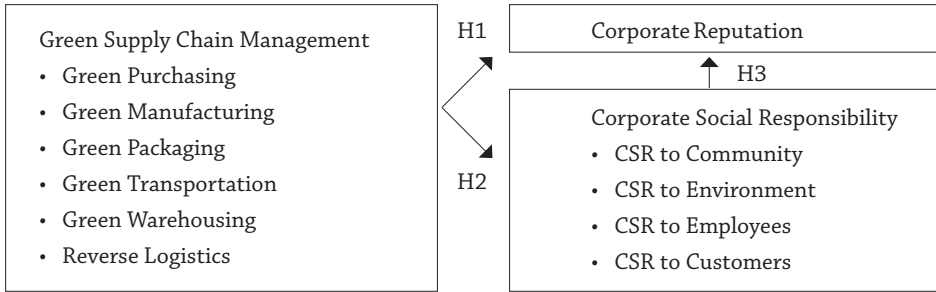 Green Supply Chain Management
• Green Purchasing
• Green Manufacturing
• Green Packaging
• Green Transportation
• Green Warehousing
• Reverse Logistics
H1
H2
Corporate Reputation
H3
Corporate Social Responsibility
• CSR to Community
• CSR to Environment
• CSR to Employees
• CSR to Customers